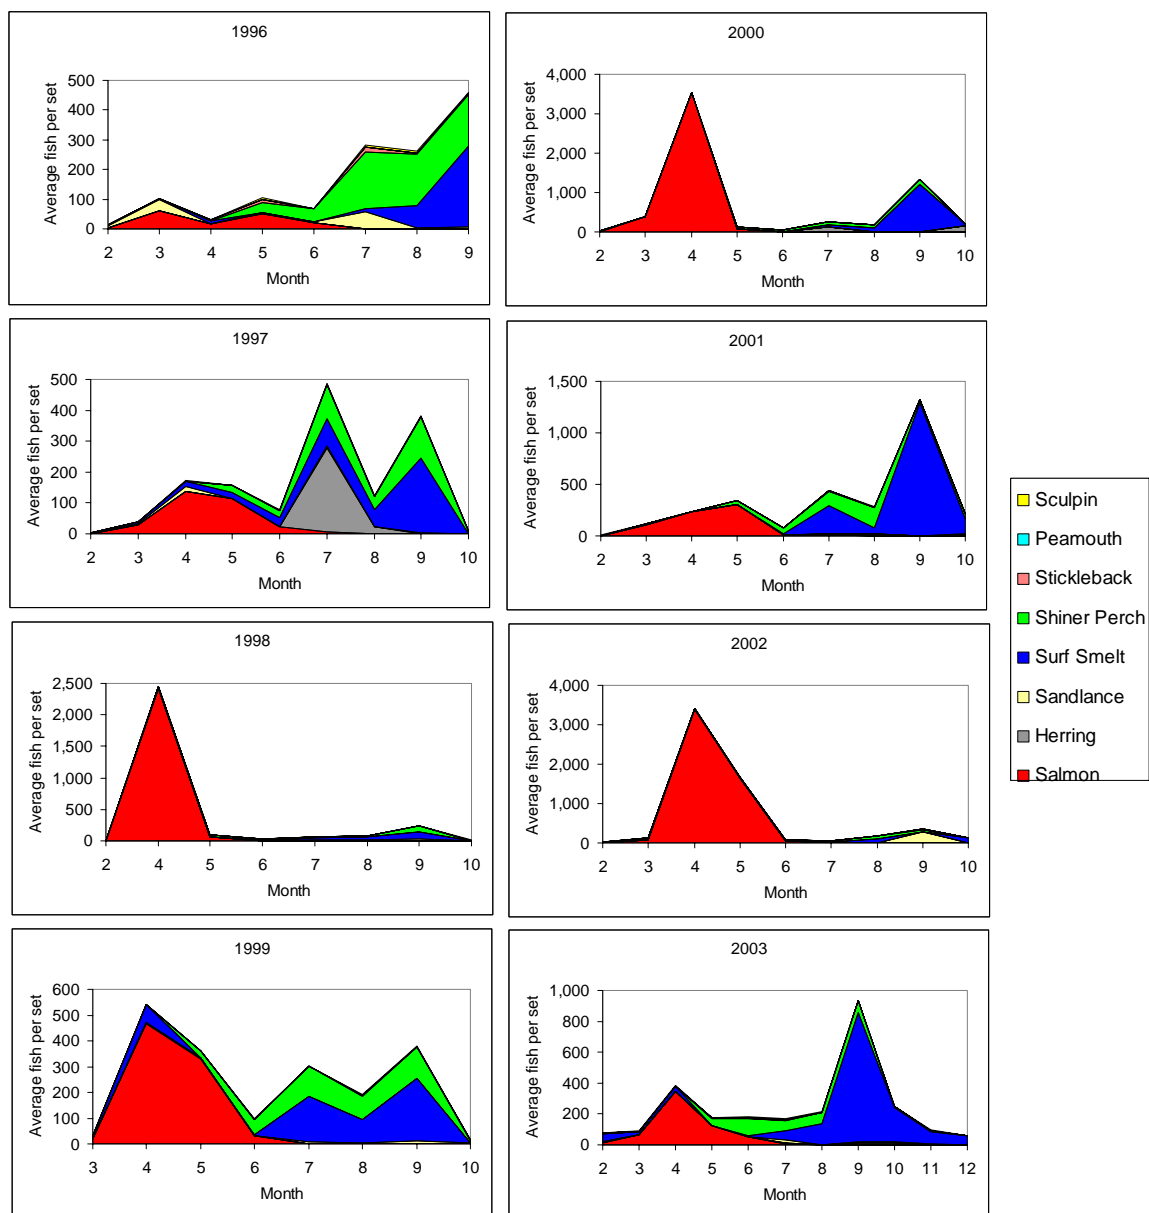 1996
Average fish per set
500
400
300
200
100
0
2 3 4 5 6 7 8 9
Month
2000
Average fish per set
4,000
3,000
2,000
1,000
0
2 3 4 5 6 7 8 9 10
Month
1997
Average fish per set
500
400
300
200
100
0
2 3 4 5 6 7 8 9 10
Month
2001
Average fish per set
1,500
1,000
500
0
2 3 4 5 6 7 8 9 10
Month
1998
Average fish per set
2,500
2,000
1,500
1,000
500
0
2 4 5 6 7 8 9 10
Month
2002
Average fish per set
4,000
3,000
2,000
1,000
0
2 3 4 5 6 7 8 9 10
Month
1999
Average fish per set
600
500
400
300
200
100
0
3 4 5 6 7 8 9 10
Month
2003
Average fish per set
1,000
800
600
400
200
0
2 3 4 5 6 7 8 9 10 11 12
Month
Sculpin
Peamouth
Stickleback
Shiner Perch
Surf Smelt
Sandlance
Herring
Salmon